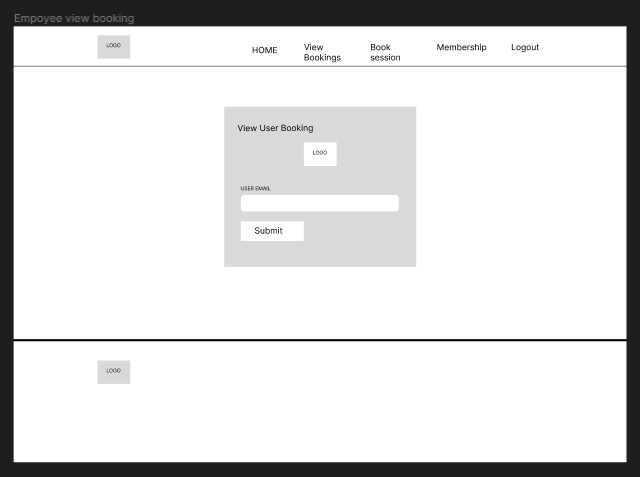 Empoyee view booking
LOGO
HOME
View
Bookings
Book
session
Membership
Logout
View User Booking
LOGO
USER EMAIL
Submit
LOGO